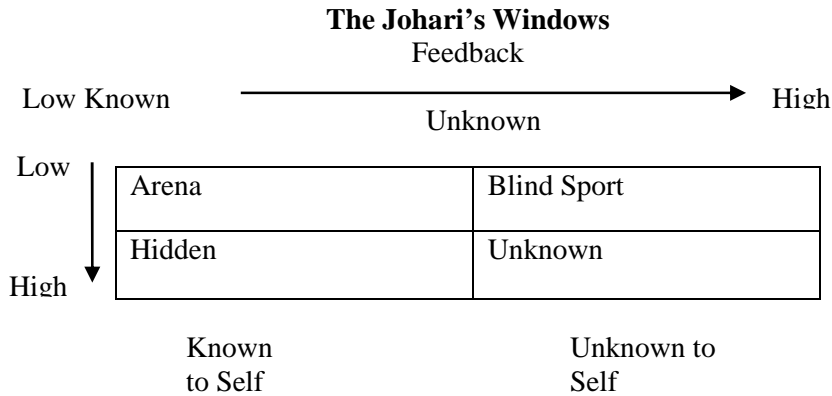 The Johari’s Windows
Feedback
Low Known High
Unknown
Low
Arena Blind Sport
Hidden Unknown
High
Known Unknown to
to Self Self